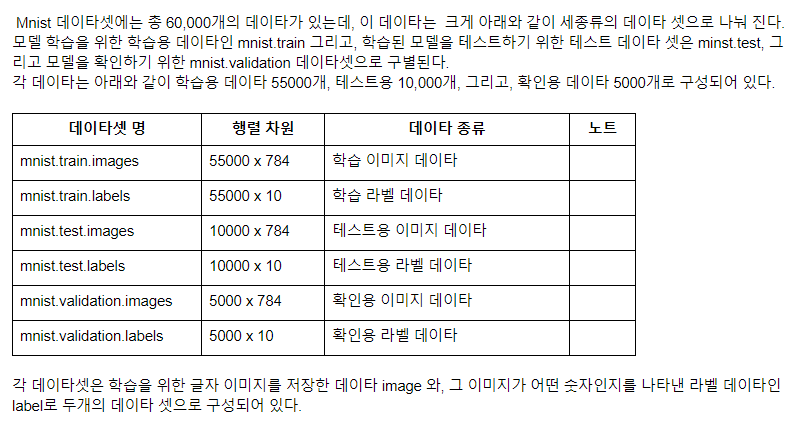 Mnist 데이타셋에는 총 60,000개의 데이타가 있는데, 이 데이타는 크게 아래와 같이 세종류의 데이타 셋으로 나눠 진다.
모델 학습을 위한 학습용 데이타인 mnist.train 그리고, 학습된 모델을 테스트하기 위한 테스트 데이타 셋은 minst.test, 그
리고 모델을 확인하기 위한 mnist.validation 데이타셋으로 구별된다.
각 데이타는 아래와 같이 학습용 데이타 55000개, 테스트용 10,000개, 그리고, 확인용 데이타 5000개로 구성되어 있다.
데이타셋 명 행렬 차원 데이타 종류 노트
mnist.train.images 55000 x 784 학습 이미지 데이타
mnist.train.labels 55000 x 10 학습 라벨 데이타
mnist.test.images 10000 x 784 테스트용 이미지 데이타
mnist.test.labels 10000 x 10 테스트용 라벨 데이타
mnist.validation.images 5000 x 784 확인용 이미지 데이타
mnist.validation.labels 5000 x 10 확인용 라벨 데이타
각 데이타셋은 학습을 위한 글자 이미지를 저장한 데이타 image 와, 그 이미지가 어떤 숫자인지를 나타낸 라벨 데이타인
label로 두개의 데이타 셋으로 구성되어 있다.